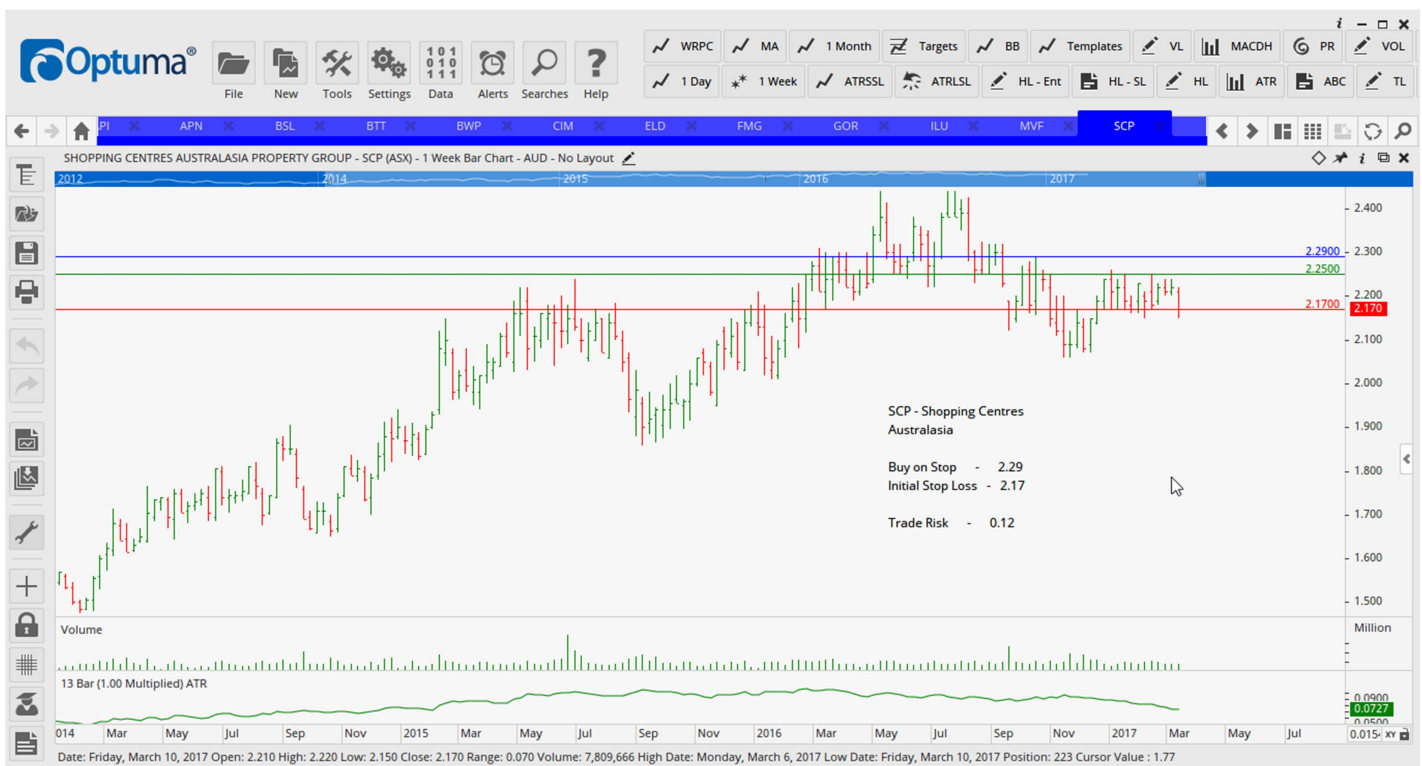 i
Optuma®
File
New
Tools
Settings
101
010
111
Data
Alerts
Searches
?
Help
WRPC MA 1 Month Targets BB Templates VL MACDH PR VOL
1 Day 1 Week ATRSSL ATRLSL HL - Ent HL - SL HL ATR ABC TL
PI APN BSL BTT BWP CIM ELD FMG GOR ILU MVF SCP
SHOPPING CENTRES AUSTRALASIA PROPERTY GROUP - SCP (ASX) - 1 Week Bar Chart - AUD - No Layout
i
2012 2014 2015 2016 2017
2.400
2.300
2.2900
2.2500
2.200
2.1700
2.170
2.100
2.000
1.900
1.800
1.700
1.600
1.500
SCP - Shopping Centres
Australasia
Buy on Stop - 2.29
Initial Stop Loss - 2.17
Trade Risk - 0.12
Volume
Million
13 Bar (1.00 Multiplied) ATR
0.0900
0.0727
0.0500
014 Mar May Jul Sep Nov 2015 Mar May Jul Sep Nov 2016 Mar May Jul Sep Nov 2017 Mar May Jul
0.015 XY
Date: Friday, March 10, 2017 Open: 2.210 High: 2.220 Low: 2.150 Close: 2.170 Range: 0.070 Volume: 7,809,666 High Date: Monday, March 6, 2017 Low Date: Friday, March 10, 2017 Position: 223 Cursor Value : 1.77